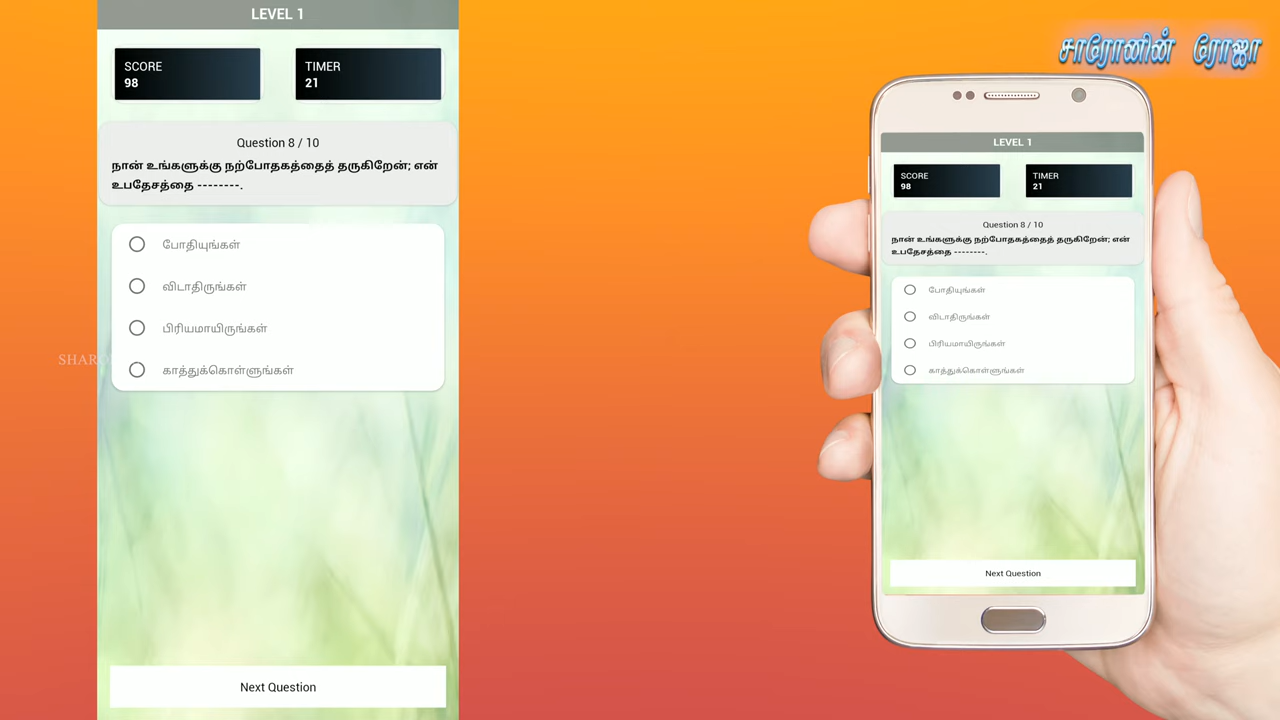 LEVEL 1
SCORE
98
TIMER
21
Question 8 / 10
நான் உங்களுக்கு நற்போதகத்தைத் தருகிறேன்; என்
உபதேசத்தை --------.
போதியுங்கள்
விடாதிருங்கள்
பிரியமாயிருங்கள்
காத்துக்கொள்ளுங்கள்
Next Question
சாரோனின் ரோஜா
LEVEL 1
SCORE
98
TIMER
21
Question 8 / 10
நான் உங்களுக்கு நற்போதகத்தைத் தருகிறேன்; என்
உபதேசத்தை --------.
போதியுங்கள்
விடாதிருங்கள்
பிரியமாயிருங்கள்
காத்துக்கொள்ளுங்கள்
Next Question